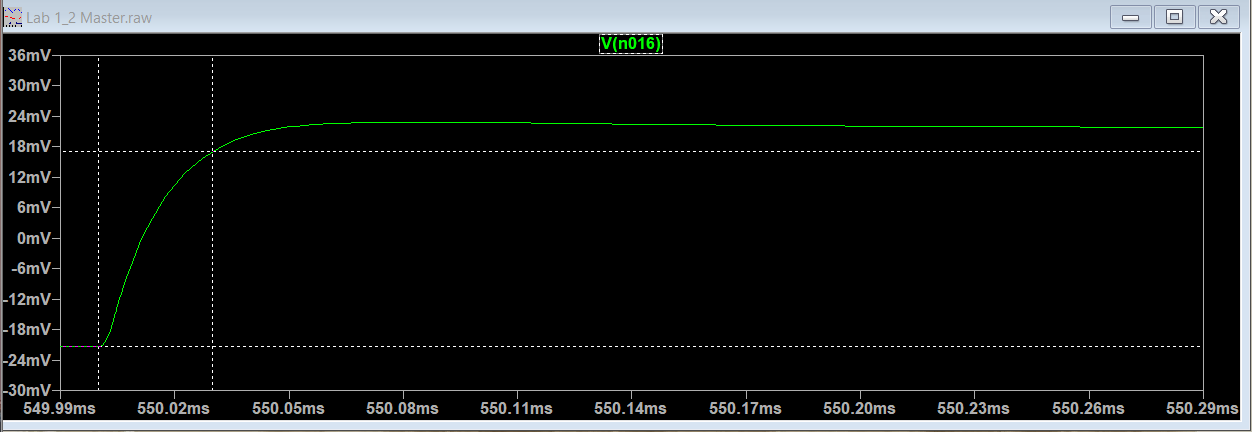 Lab 1_2 Master.raw
V(n016)
36mV
30mV
24mV
18mV
12mV
6mV
0mV
-6mV
-12mV
-18mV
-24mV
-30mV
549.99ms 550.02ms 550.05ms 550.08ms 550.11ms 550.14ms 550.17ms 550.20ms 550.23ms 550.26ms 550.29ms